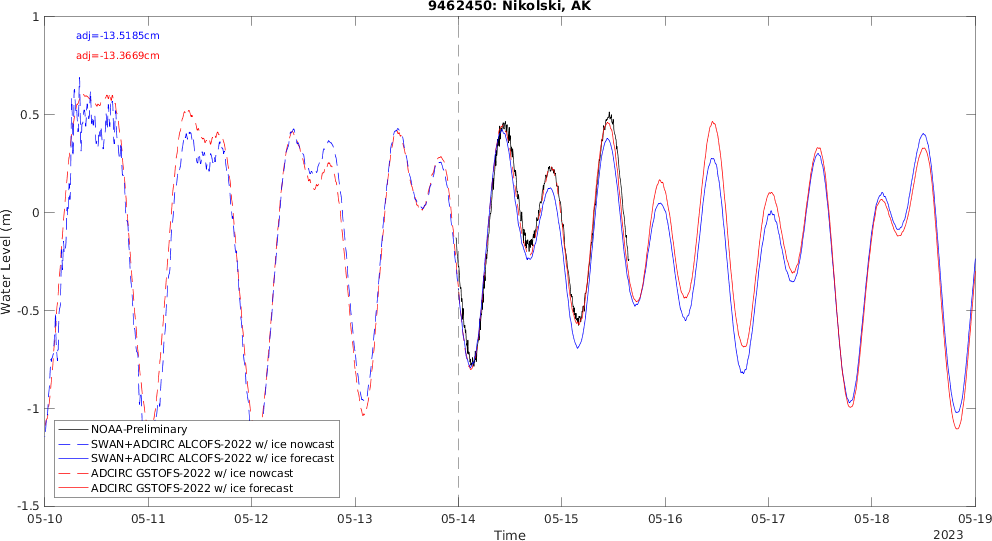 9462450: Nikolski, AK
adj=-13.5185cm
adj=-13.3669cm
1
0.5
0
-0.5
-1
-1.5
Water Level (m)
NOAA-Preliminary
SWAN+ADCIRC ALCOFS-2022 w/ ice nowcast
SWAN+ADCIRC ALCOFS-2022 w/ ice forecast
ADCIRC GSTOFS-2022 w/ ice nowcast
ADCIRC GSTOFS-2022 w/ ice forecast
05-10 05-11 05-12 05-13 05-14 05-15 05-16 05-17 05-18 05-19
Time
2023